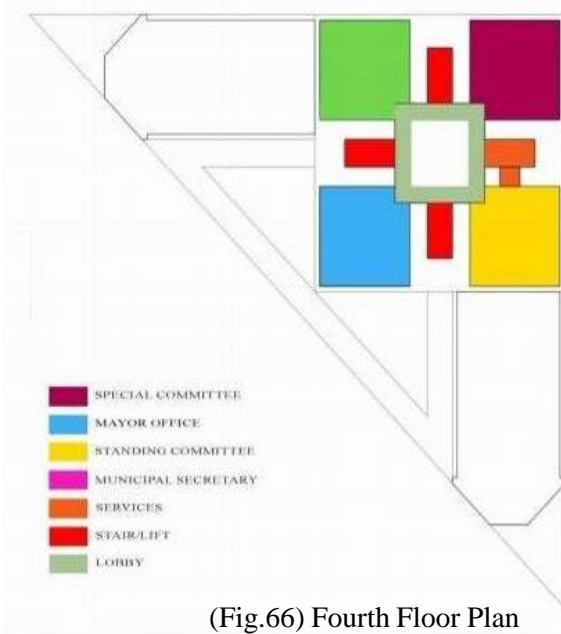 SPECIAL COMMITTEE
MAYOR OFFICE
STANDING COMMITTEE
MUNICIPAL SECRETARY
SERVICES
STAIR/LIFT
LOBBY
(Fig.66) Fourth Floor Plan